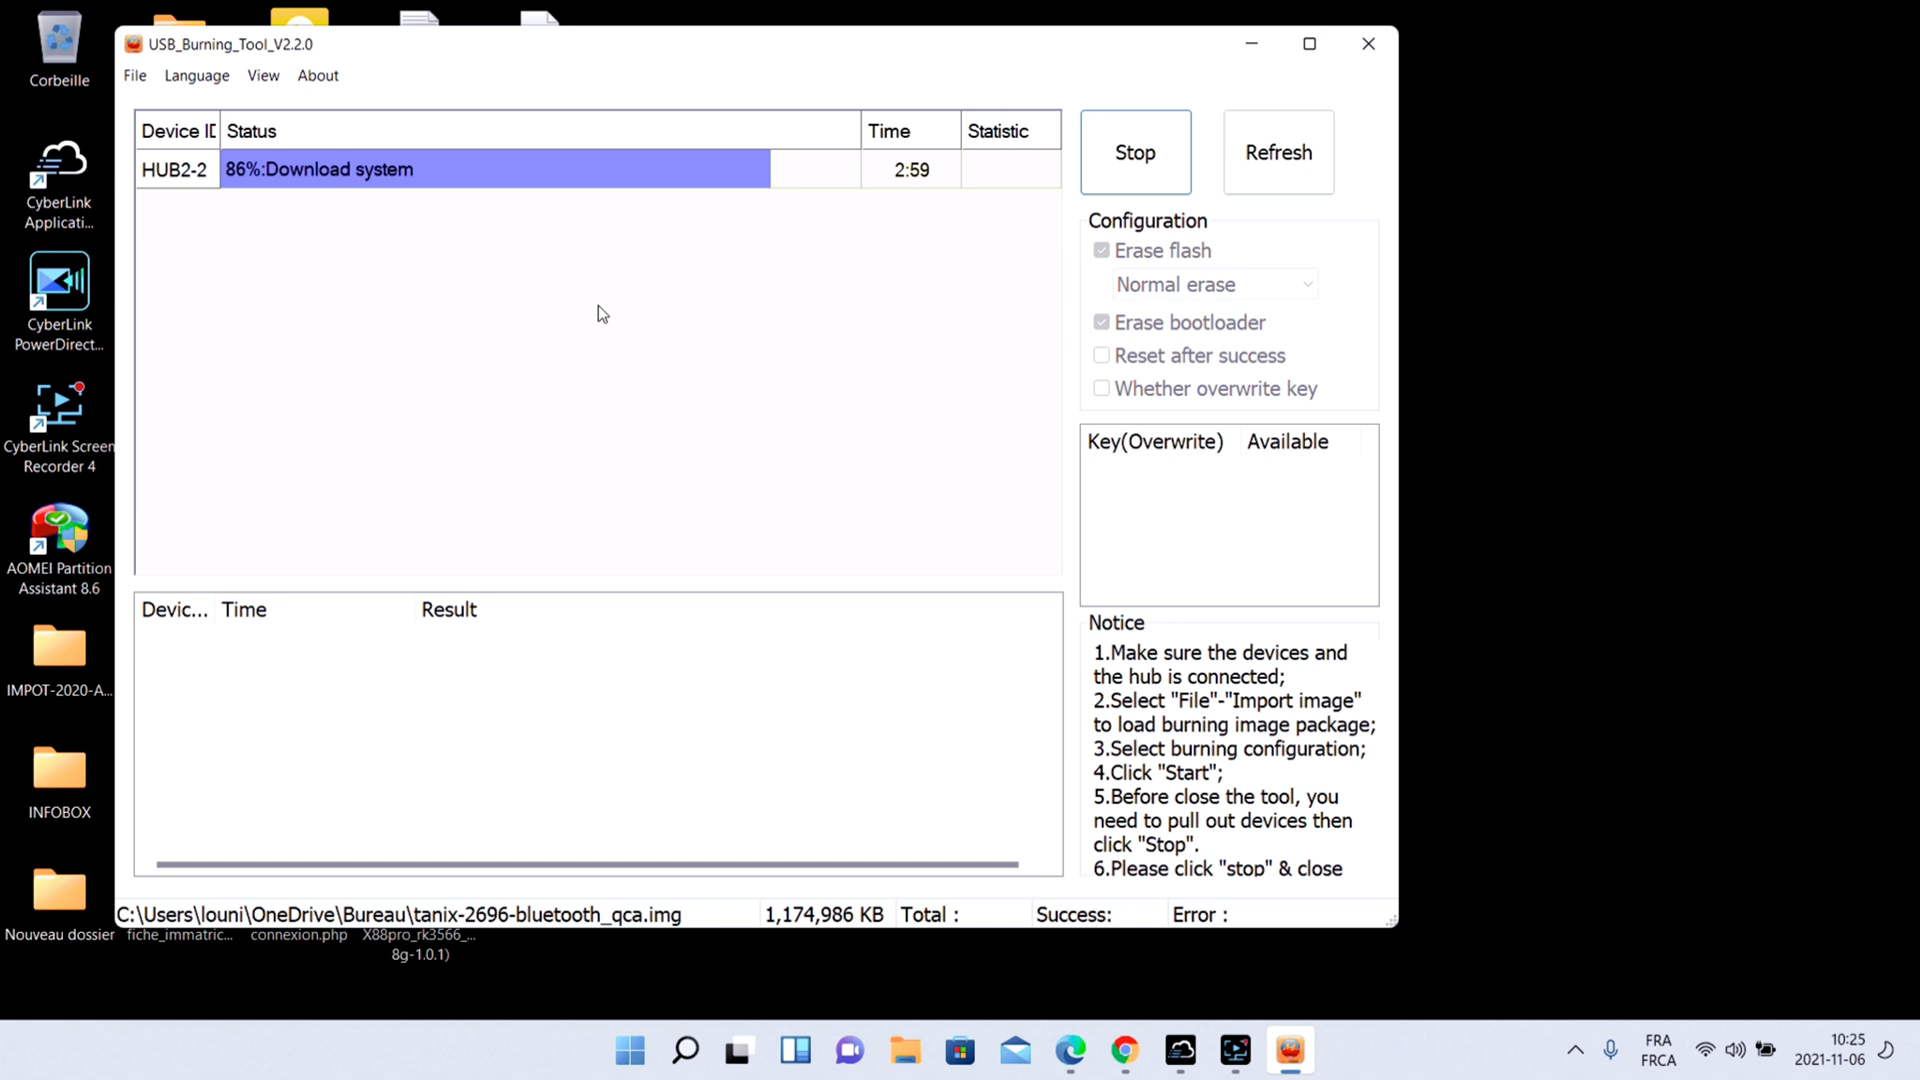 Corbeille
CyberLink
Applicati...
CyberLink
PowerDirect...
CyberLink Screen
Recorder 4
AOMEI Partition
Assistant 8.6
IMPOT-2020-A...
INFOBOX
Nouveau dossier
fiche_immatric...
connexion.php
X88pro_rk3566_...
8g-1.0.1)
USB_Burning_Tool_V2.2.0
File Language View About
Device ID Status Time Statistic
HUB2-2 86%:Download system 2:59
Stop
Refresh
Configuration
Erase flash
Normal erase
Erase bootloader
Reset after success
Whether overwrite key
Key(Overwrite) Available
Devic... Time Result
Notice
1.Make sure the devices and
the hub is connected;
2.Select "File"-"Import image"
to load burning image package;
3.Select burning configuration;
4.Click "Start";
5.Before close the tool, you
need to pull out devices then
click "Stop".
6.Please click "stop" & close
C:\Users\louni\OneDrive\Bureau\tanix-2696-bluetooth_qca.img 1,174,986 KB Total : Success: Error :
FRA
FRCA
10:25
2021-11-06